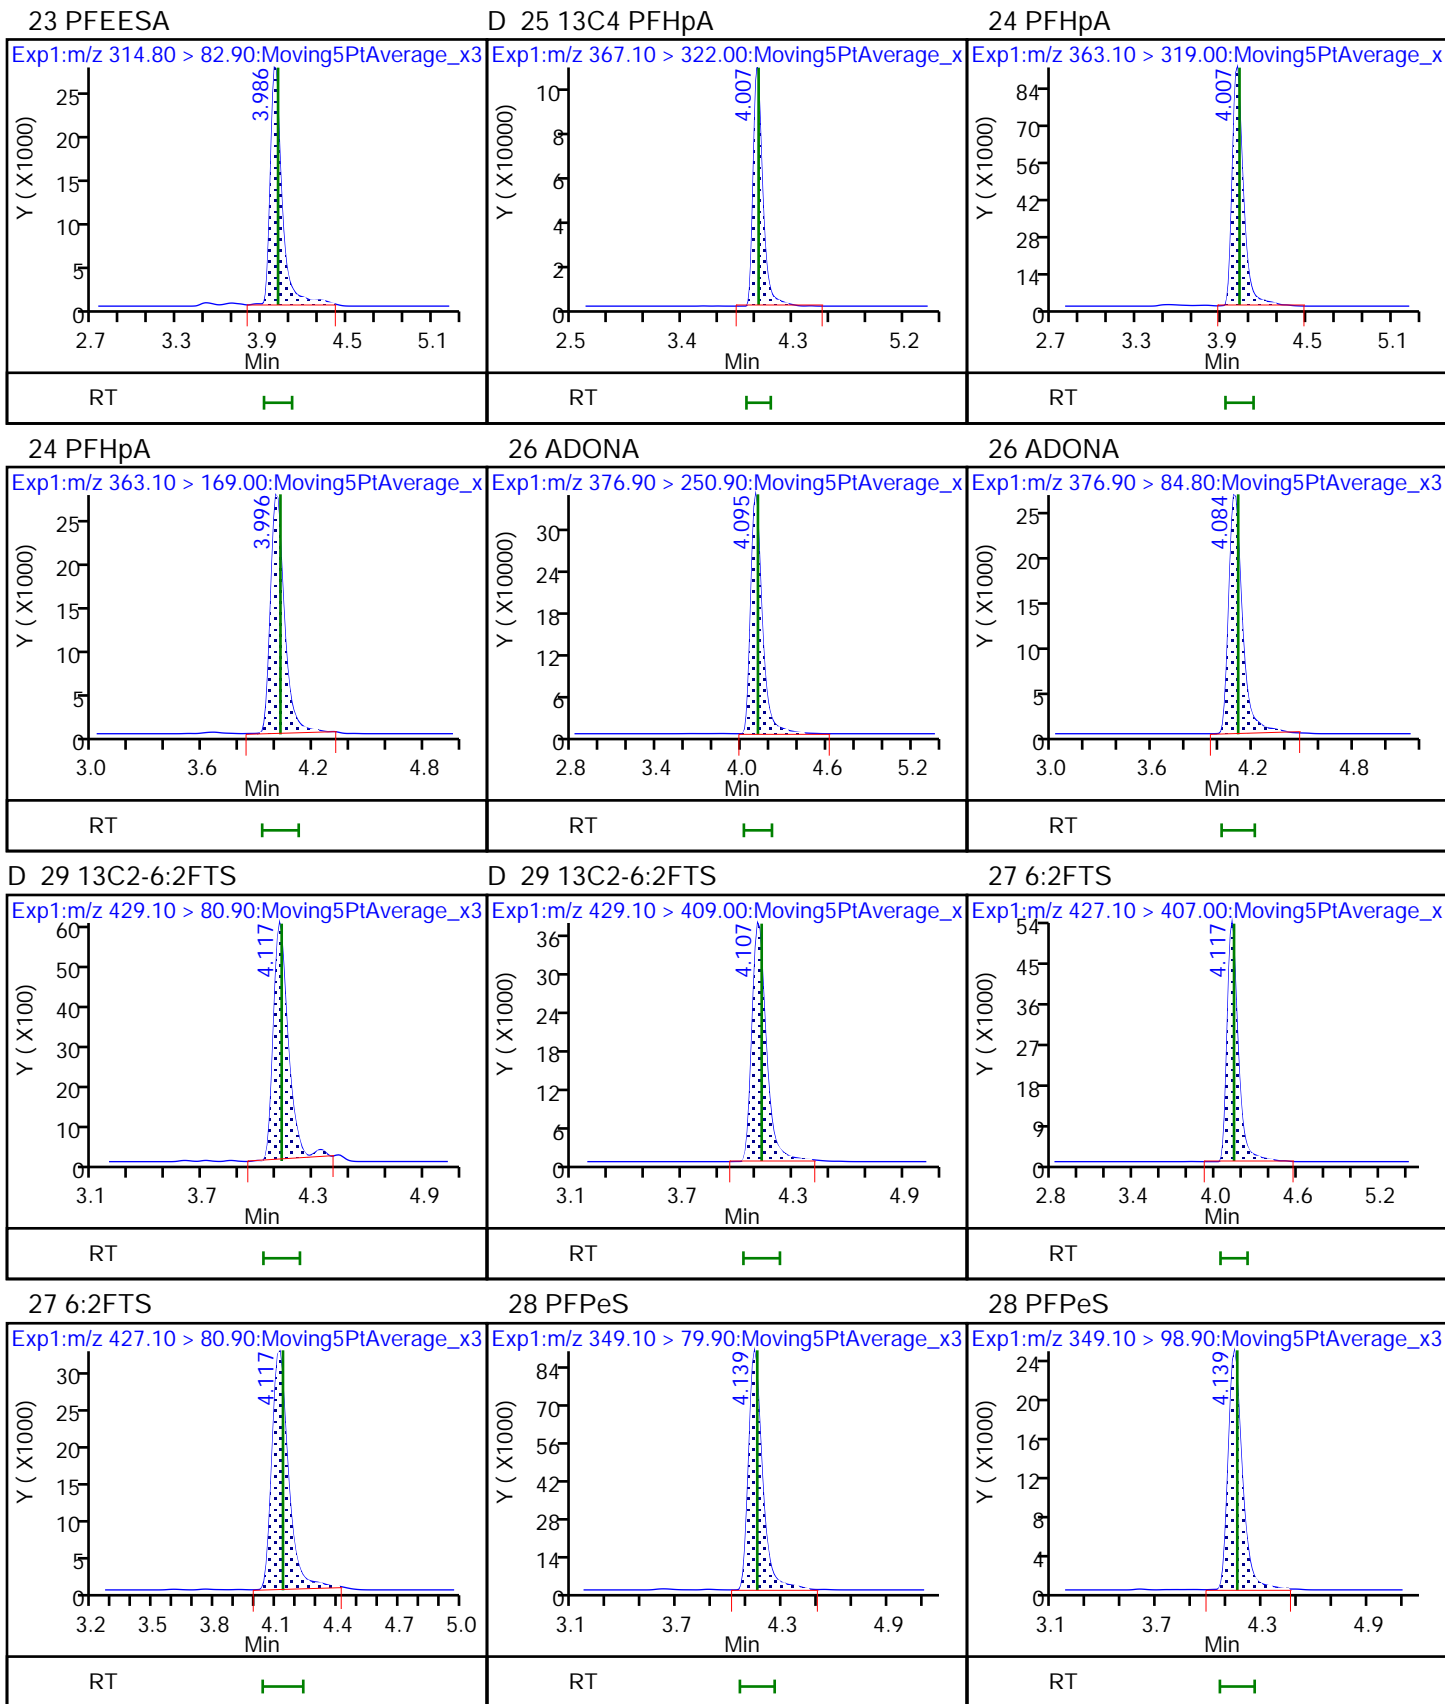 23 PFEESA
Exp1:m/z 314.80 > 82.90:Moving5PtAverage_x3
Y ( X1000)
25
20
15
10
5
0
3.986
2.7 3.3 3.9 4.5 5.1
Min
RT
D 25 13C4 PFHpA
Exp1:m/z 367.10 > 322.00:Moving5PtAverage_x
Y ( X10000)
10
8
6
4
2
0
4.007
2.5 3.4 4.3 5.2
Min
RT
24 PFHpA
Exp1:m/z 363.10 > 319.00:Moving5PtAverage_x
Y ( X1000)
84
70
56
42
28
14
0
4.007
2.7 3.3 3.9 4.5 5.1
Min
RT
24 PFHpA
Exp1:m/z 363.10 > 169.00:Moving5PtAverage_x
Y ( X1000)
25
20
15
10
5
0
3.996
3.0 3.6 4.2 4.8
Min
RT
26 ADONA
Exp1:m/z 376.90 > 250.90:Moving5PtAverage_x
Y ( X10000)
30
24
18
12
6
0
4.095
2.8 3.4 4.0 4.6 5.2
Min
RT
26 ADONA
Exp1:m/z 376.90 > 84.80:Moving5PtAverage_x3
Y ( X1000)
25
20
15
10
5
0
4.084
3.0 3.6 4.2 4.8
Min
RT
D 29 13C2-6:2FTS
Exp1:m/z 429.10 > 80.90:Moving5PtAverage_x3
Y ( X100)
60
50
40
30
20
10
0
4.117
3.1 3.7 4.3 4.9
Min
RT
D 29 13C2-6:2FTS
Exp1:m/z 429.10 > 409.00:Moving5PtAverage_x
Y ( X1000)
36
30
24
18
12
6
0
4.107
3.1 3.7 4.3 4.9
Min
RT
27 6:2FTS
Exp1:m/z 427.10 > 407.00:Moving5PtAverage_x
Y ( X1000)
54
45
36
27
18
9
0
4.117
2.8 3.4 4.0 4.6 5.2
Min
RT
27 6:2FTS
Exp1:m/z 427.10 > 80.90:Moving5PtAverage_x3
Y ( X1000)
30
25
20
15
10
5
0
4.117
3.2 3.5 3.8 4.1 4.4 4.7 5.0
Min
RT
28 PFPeS
Exp1:m/z 349.10 > 79.90:Moving5PtAverage_x3
Y ( X1000)
84
70
56
42
28
14
0
4.139
3.1 3.7 4.3 4.9
Min
RT
28 PFPeS
Exp1:m/z 349.10 > 98.90:Moving5PtAverage_x3
Y ( X1000)
24
20
16
12
8
4
0
4.139
3.1 3.7 4.3 4.9
Min
RT